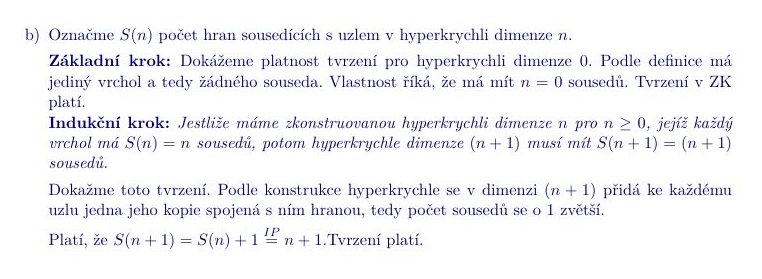 b) Označme S(n) počet hran sousedících s uzlem v hyperkrychli dimenze n.
Základní krok: Dokážeme platnost tvrzení pro hyperkrychli dimenze 0. Podle definice má
jediný vrchol a tedy žádného souseda. Vlastnost říká, že má mít n = 0 sousedů. Tvrzení v ZK
platí.
Indukční krok: Jestliže máme zkonstruovanou hyperkrychli dimenze n pro n ≥ 0, jejíž každý
vrchol má S(n) = n sousedů, potom hyperkrychle dimenze (n + 1) musí mít S(n + 1) = (n + 1)
sousedů.
Dokažme toto tvrzení. Podle konstrukce hyperkrychle se v dimenzi (n + 1) přidá ke každému
uzlu jedna jeho kopie spojená s ním hranou, tedy počet sousedů se o 1 zvětší.
Platí, že S(n + 1) = S(n) + 1 \stackrel{IP}{=} n + 1.Tvrzení platí.